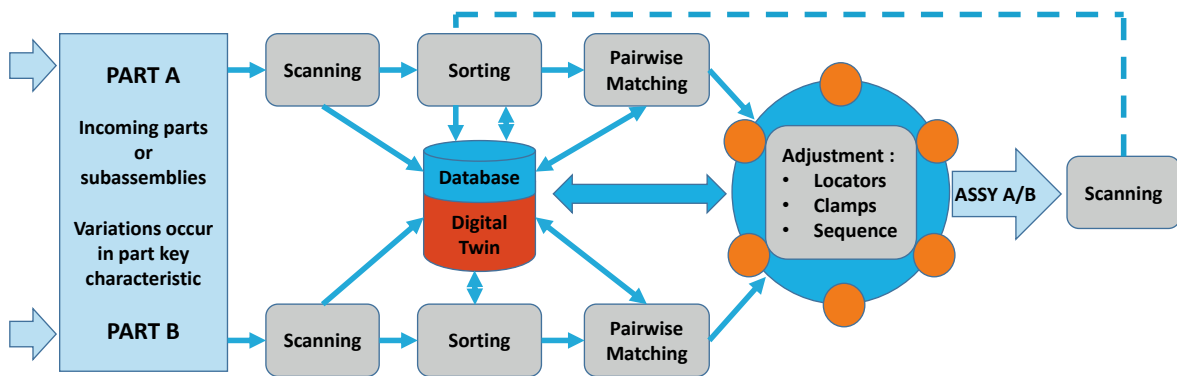 PART A
Incoming parts
or
subassemblies
Variations occur
in part key
characteristic
PART B
Scanning
Sorting
Pairwise
Matching
Database
Digital
Twin
Scanning
Sorting
Pairwise
Matching
Adjustment :
• Locators
• Clamps
• Sequence
ASSY A/B
Scanning